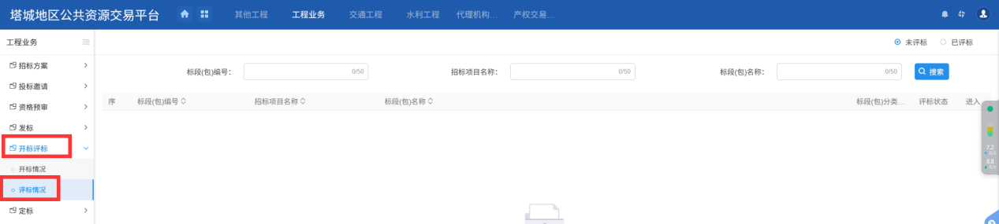 塔城地区公共资源交易平台 其他工程 工程业务 交通工程 水利工程 代理机构... 产权交易...
工程业务 未评标 已评标
招标方案
标段(包)编号: 0/50 招标项目名称: 0/50 标段(包)名称: 0/50 搜索
投标邀请
序 标段(包)编号 招标项目名称 标段(包)名称 标段(包)分类... 评标状态 进入
资格预审
发标
开标评标
开标情况
评标情况
定标
7.2
K/s
8.8
K/s